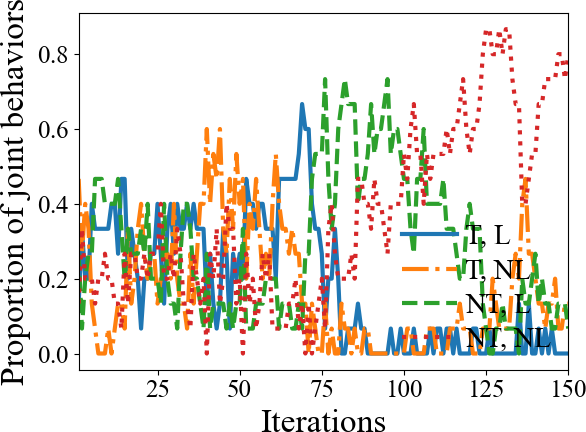 Proportion of joint behaviors
0.8
0.6
0.4
0.2
0.0
T, L
T, NL
NT, L
NT, NL
25 50 75 100 125 150
Iterations